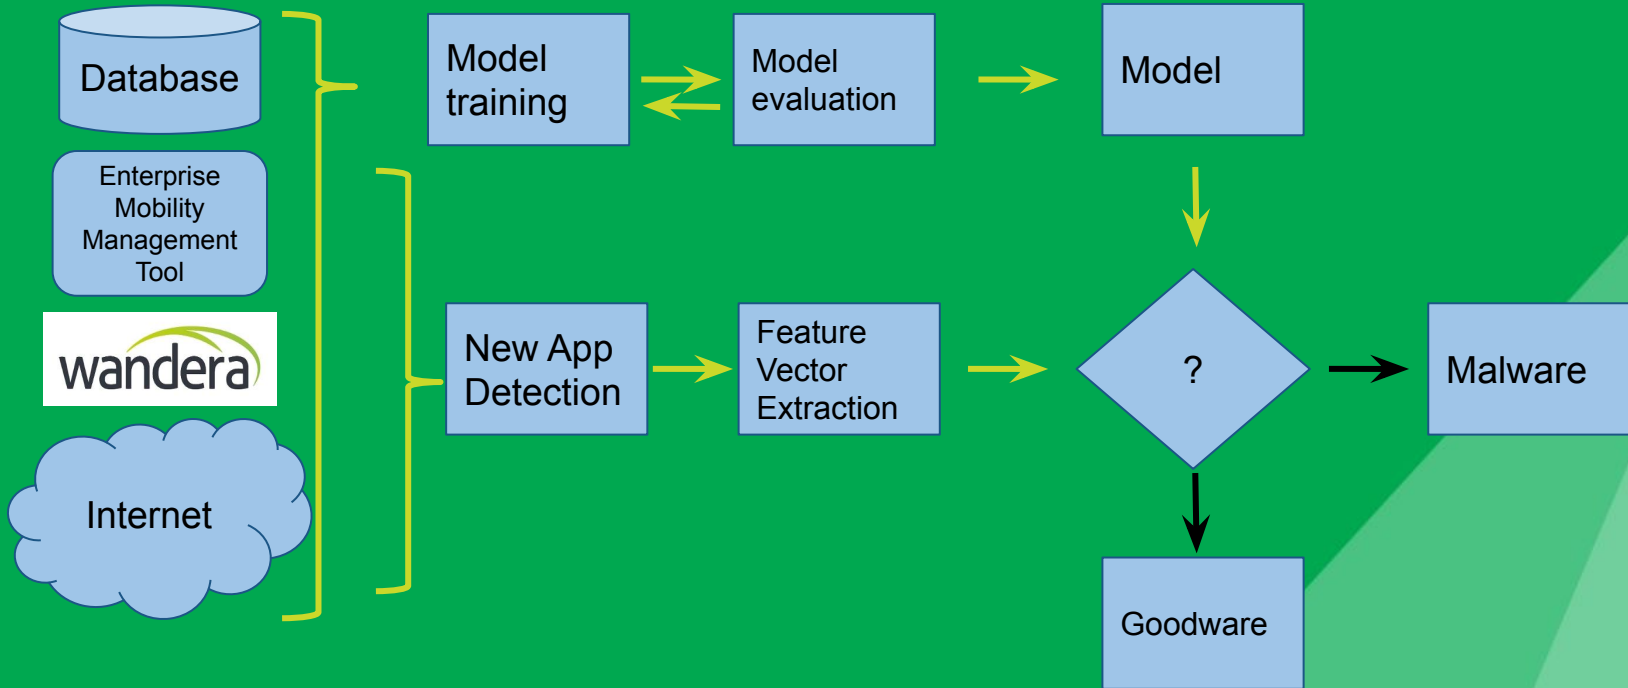 Database
Enterprise
Mobility
Management
Tool
wandera
Internet
Model
training
Model
evaluation
Model
New App
Detection
Feature
Vector
Extraction
?
Malware
Goodware